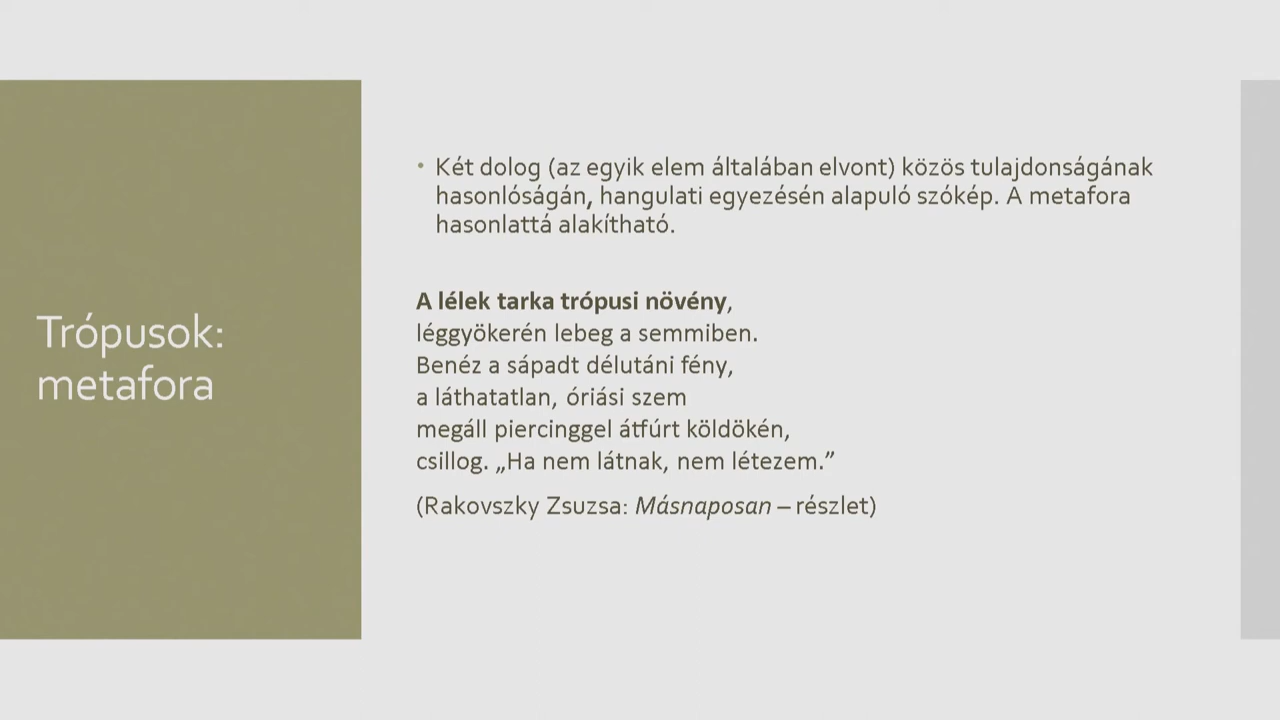 Trópusok:
metafora
• Két dolog (az egyik elem általában elvont) közös tulajdonságának
hasonlóságán, hangulati egyezésén alapuló szókép. A metafora
hasonlattá alakítható.
A lélek tarka trópusi növény,
léggyökerén lebeg a semmiben.
Benéz a sápadt délutáni fény,
a láthatatlan, óriási szem
megáll piercinggel átfúrt köldökén,
csillog. „Ha nem látnak, nem létezem.”
(Rakovszky Zsuzsa: Másnaposan – részlet)